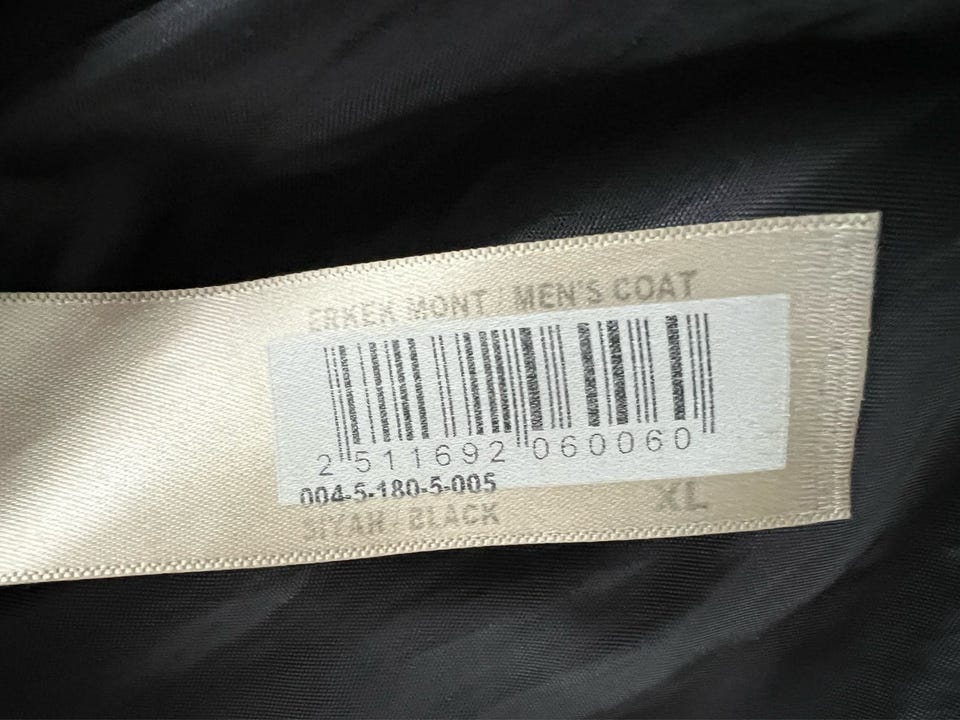 ERKEK MONT / MEN'S COAT
2 511692 060060
004-5-180-5-005
SİYAH / BLACK XL